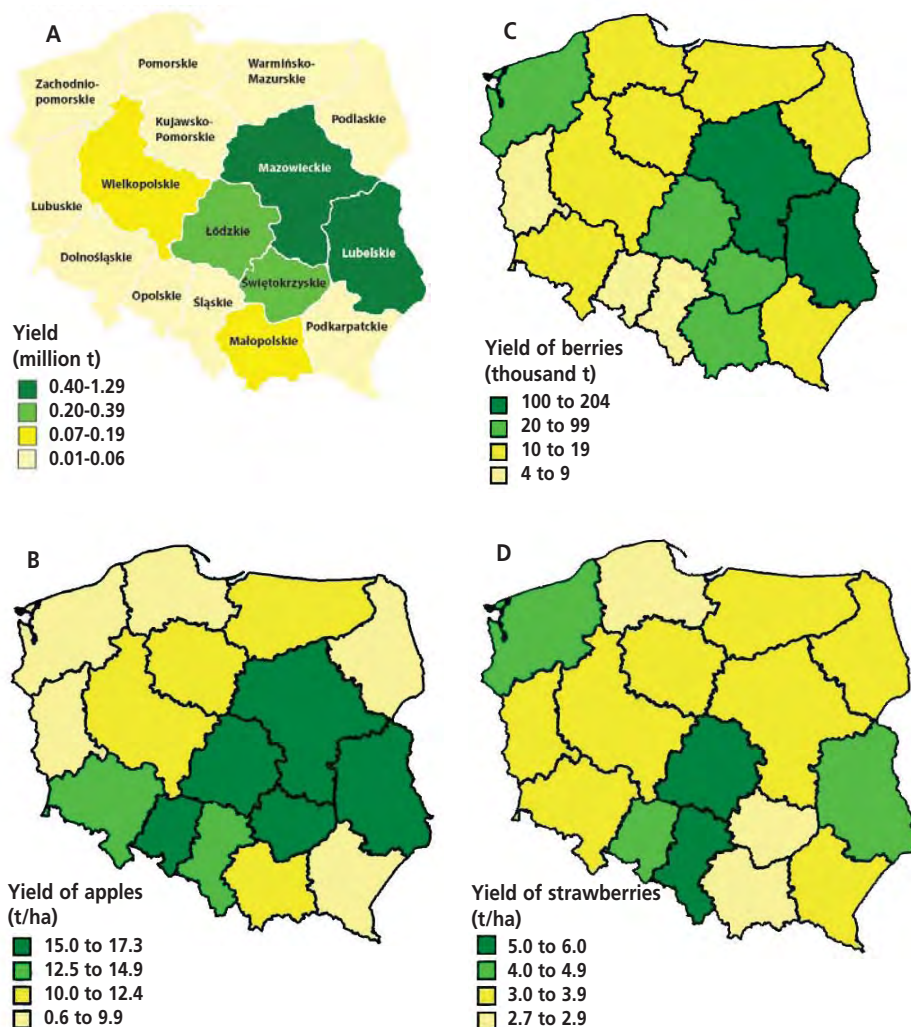 A
Pomorskie
Warmińsko-
Mazurskie
Zachodnio-
pomorskie
Kujawsko-
Pomorskie
Podlaskie
Mazowieckie
Wielkopolskie
Lubuskie
Łódzkie
Lubelskie
Dolnośląskie
Świętokrzyskie
Opolskie
Śląskie
Podkarpatckie
Małopolskie
Yield
(million t)
0.40-1.29
0.20-0.39
0.07-0.19
0.01-0.06
C
Yield of berries
(thousand t)
100 to 204
20 to 99
10 to 19
4 to 9
B
Yield of apples
(t/ha)
15.0 to 17.3
12.5 to 14.9
10.0 to 12.4
0.6 to 9.9
D
Yield of strawberries
(t/ha)
5.0 to 6.0
4.0 to 4.9
3.0 to 3.9
2.7 to 2.9